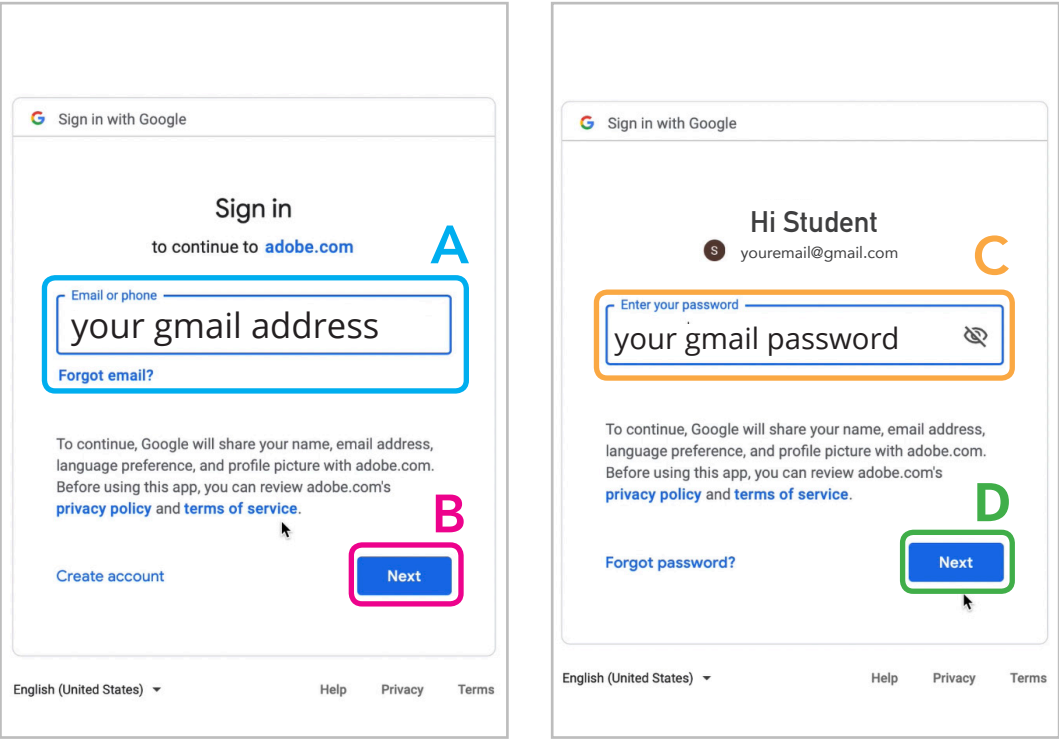 Sign in with Google
Sign in
to continue to adobe.com
A
Email or phone
your gmail address
Forgot email?
To continue, Google will share your name, email address,
language preference, and profile picture with adobe.com.
Before using this app, you can review adobe.com's
privacy policy and terms of service.
B
Create account
Next
English (United States)
Help
Privacy
Terms
Sign in with Google
Hi Student
S
youremail@gmail.com
C
Enter your password
your gmail password
To continue, Google will share your name, email address,
language preference, and profile picture with adobe.com.
Before using this app, you can review adobe.com's
privacy policy and terms of service.
D
Forgot password?
Next
English (United States)
Help
Privacy
Terms